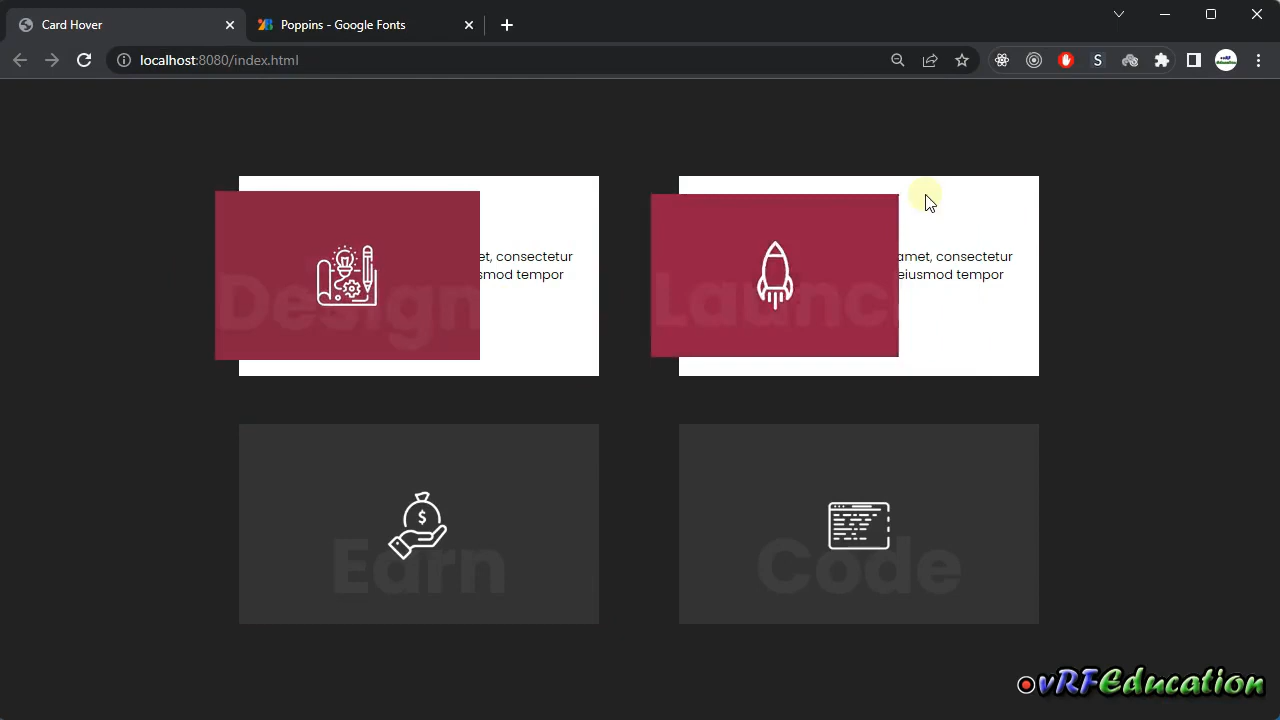 Card Hover
Poppins - Google Fonts
localhost:8080/index.html
S
Design
et, consectetur
smod tempor
Launch
amet, consectetur
eiusmod tempor
$
Earn
Code
vRFEducation